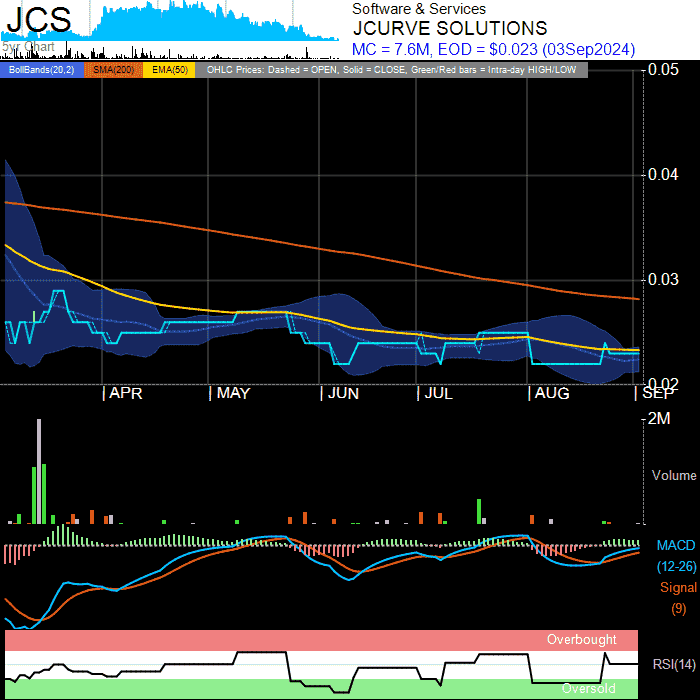 JCS
5yr Chart
Software & Services
JCURVE SOLUTIONS
MC = 7.6M, EOD = $0.023 (03Sep2024)
BollBands(20,2) SMA(200) EMA(50) OHLC Prices: Dashed = OPEN, Solid = CLOSE, Green/Red bars = Intra-day HIGH/LOW
0.05
0.04
0.03
0.02
APR MAY JUN JUL AUG SEP
2M
Volume
MACD
(12-26)
Signal
(9)
Overbought
RSI(14)
Oversold